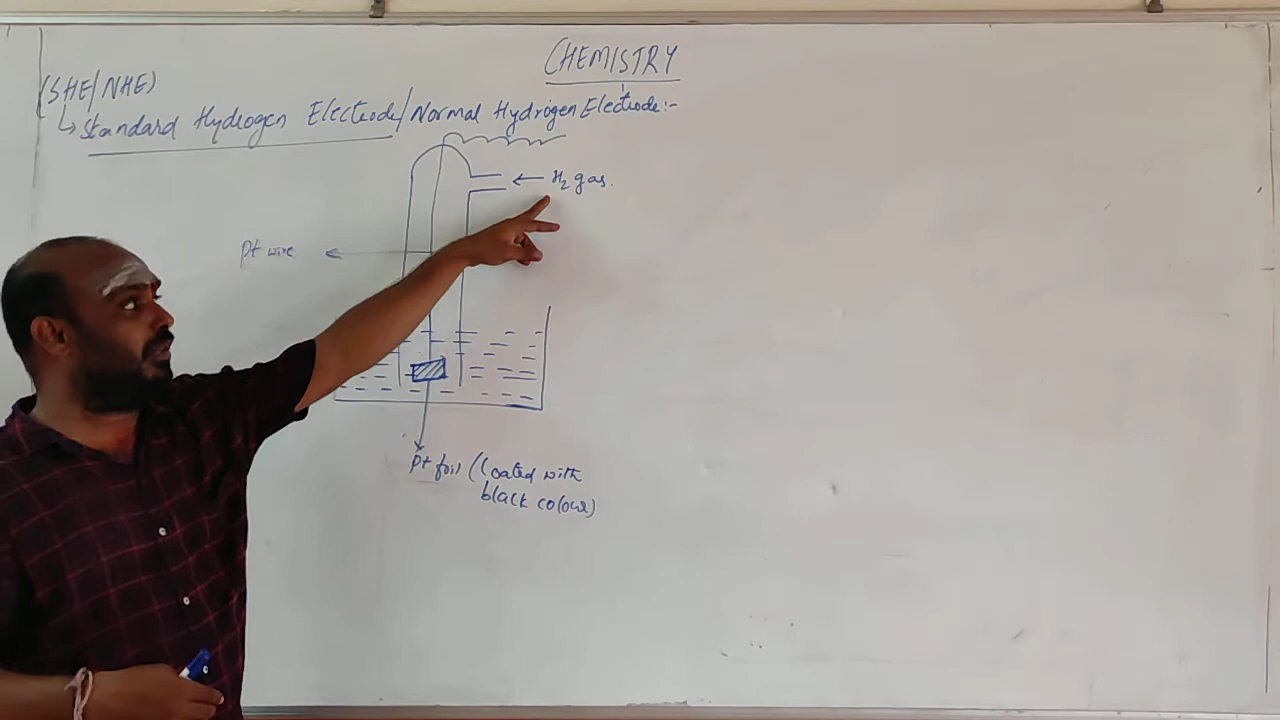 CHEMISTRY
(SHE/NHE)
↳ Standard Hydrogen Electrode/Normal Hydrogen Electrode:-
← H₂ gas.
Pt wire
Pt foil (Coated with
black colour)